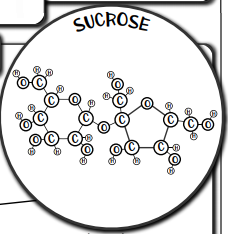 SUCROSE
H H H H
O C O
H H H
C O C O
H H H H H
H C C C C C O
O O
O C C H H
H O O C C H
H H H H O
H